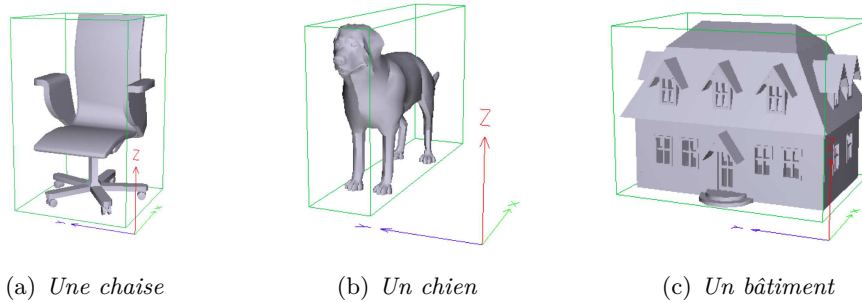 Z
Y
X
Z
Y
X
Z
Y
X
(a) Une chaise
(b) Un chien
(c) Un bâtiment